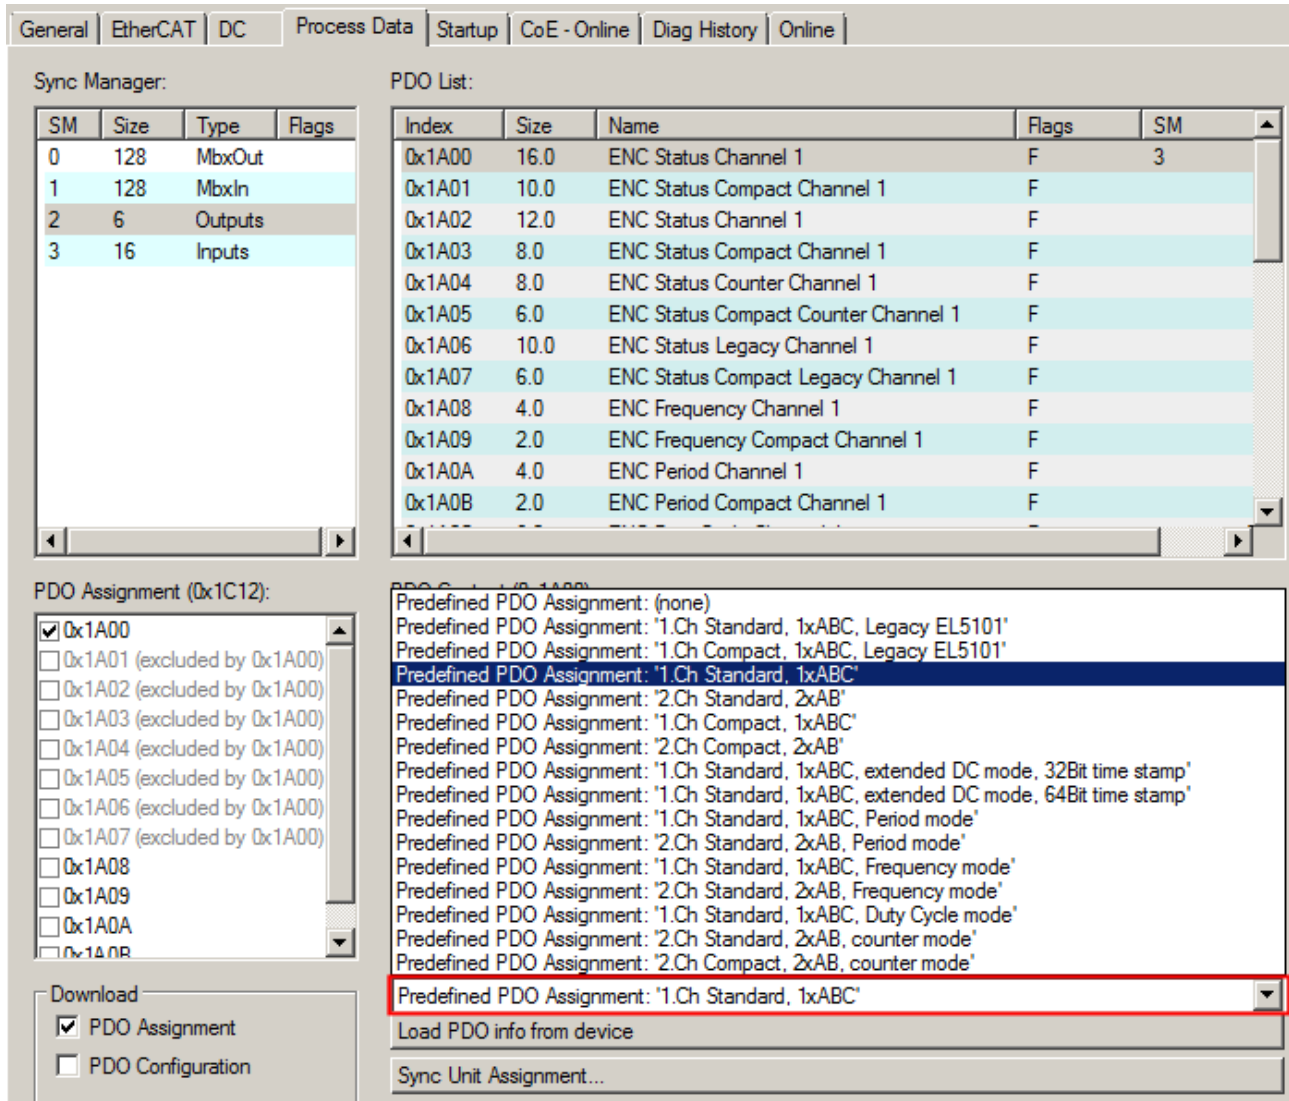 General EtherCAT DC Process Data Startup CoE - Online Diag History Online
Sync Manager:
SM Size Type Flags
0 128 MbxOut
1 128 MbxIn
2 6 Outputs
3 16 Inputs
PDO List:
Index Size Name Flags SM
0x1A00 16.0 ENC Status Channel 1 F 3
0x1A01 10.0 ENC Status Compact Channel 1 F
0x1A02 12.0 ENC Status Channel 1 F
0x1A03 8.0 ENC Status Compact Channel 1 F
0x1A04 8.0 ENC Status Counter Channel 1 F
0x1A05 6.0 ENC Status Compact Counter Channel 1 F
0x1A06 10.0 ENC Status Legacy Channel 1 F
0x1A07 6.0 ENC Status Compact Legacy Channel 1 F
0x1A08 4.0 ENC Frequency Channel 1 F
0x1A09 2.0 ENC Frequency Compact Channel 1 F
0x1A0A 4.0 ENC Period Channel 1 F
0x1A0B 2.0 ENC Period Compact Channel 1 F
PDO Assignment (0x1C12):
0x1A00
0x1A01 (excluded by 0x1A00)
0x1A02 (excluded by 0x1A00)
0x1A03 (excluded by 0x1A00)
0x1A04 (excluded by 0x1A00)
0x1A05 (excluded by 0x1A00)
0x1A06 (excluded by 0x1A00)
0x1A07 (excluded by 0x1A00)
0x1A08
0x1A09
0x1A0A
0x1A0B
Predefined PDO Assignment: (none)
Predefined PDO Assignment: '1.Ch Standard, 1xABC, Legacy EL5101'
Predefined PDO Assignment: '1.Ch Compact, 1xABC, Legacy EL5101'
Predefined PDO Assignment: '1.Ch Standard, 1xABC'
Predefined PDO Assignment: '2.Ch Standard, 2xAB'
Predefined PDO Assignment: '1.Ch Compact, 1xABC'
Predefined PDO Assignment: '2.Ch Compact, 2xAB'
Predefined PDO Assignment: '1.Ch Standard, 1xABC, extended DC mode, 32Bit time stamp'
Predefined PDO Assignment: '1.Ch Standard, 1xABC, extended DC mode, 64Bit time stamp'
Predefined PDO Assignment: '1.Ch Standard, 1xABC, Period mode'
Predefined PDO Assignment: '2.Ch Standard, 2xAB, Period mode'
Predefined PDO Assignment: '1.Ch Standard, 1xABC, Frequency mode'
Predefined PDO Assignment: '2.Ch Standard, 2xAB, Frequency mode'
Predefined PDO Assignment: '1.Ch Standard, 1xABC, Duty Cycle mode'
Predefined PDO Assignment: '2.Ch Standard, 2xAB, counter mode'
Predefined PDO Assignment: '2.Ch Compact, 2xAB, counter mode'
Predefined PDO Assignment: '1.Ch Standard, 1xABC'
Download
PDO Assignment
PDO Configuration
Load PDO info from device
Sync Unit Assignment...